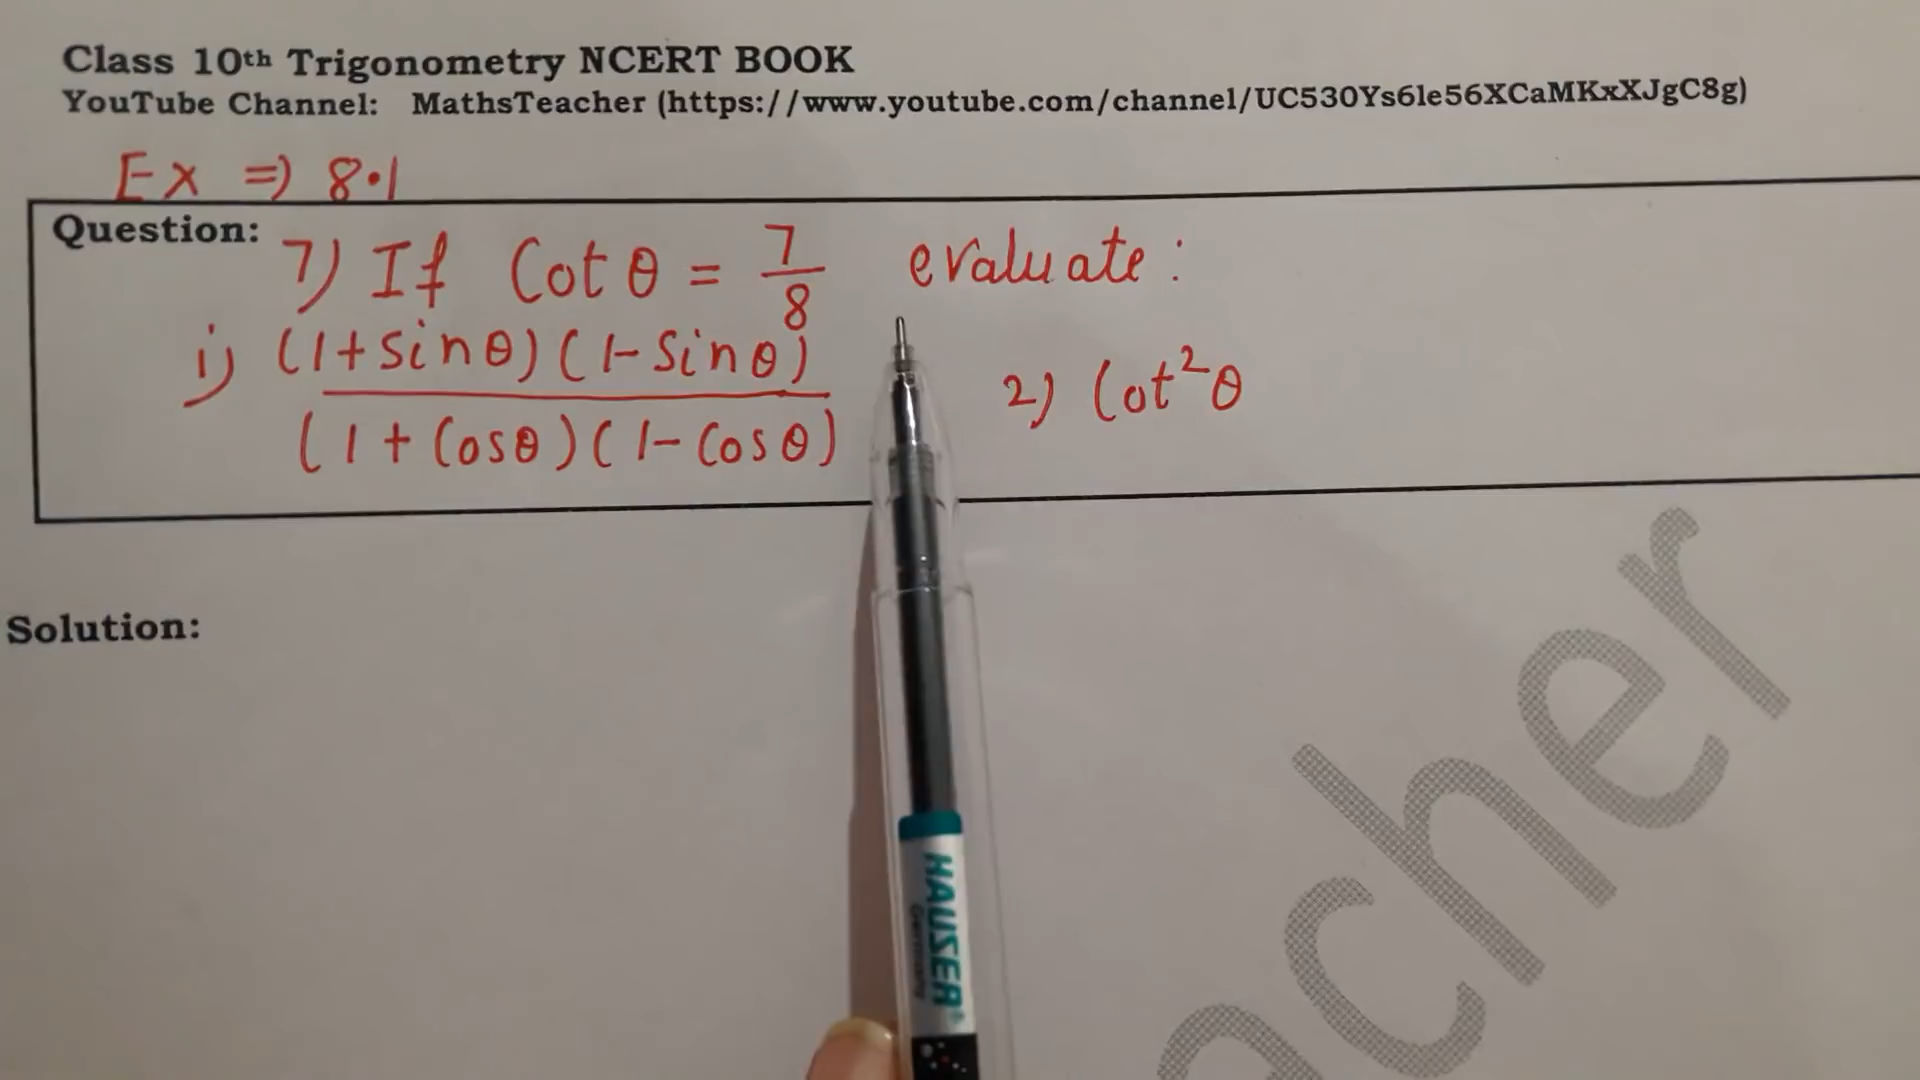 Class 10th Trigonometry NCERT BOOK
YouTube Channel: MathsTeacher (https://www.youtube.com/channel/UC530Ys6le56XCaMKxXJgC8g)
Ex => 8.1
Question: 7) If Cot θ = 7/8 evaluate:
i) (1+Sinθ)(1-Sinθ) / (1+Cosθ)(1-Cosθ) 2) Cot²θ
Solution:
acher
HAUSER
Germany